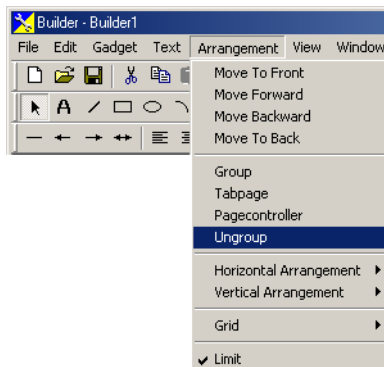 Builder - Builder1
File Edit Gadget Text Arrangement View Window
A
Move To Front
Move Forward
Move Backward
Move To Back
Group
Tabpage
Pagecontroller
Ungroup
Horizontal Arrangement
Vertical Arrangement
Grid
Limit